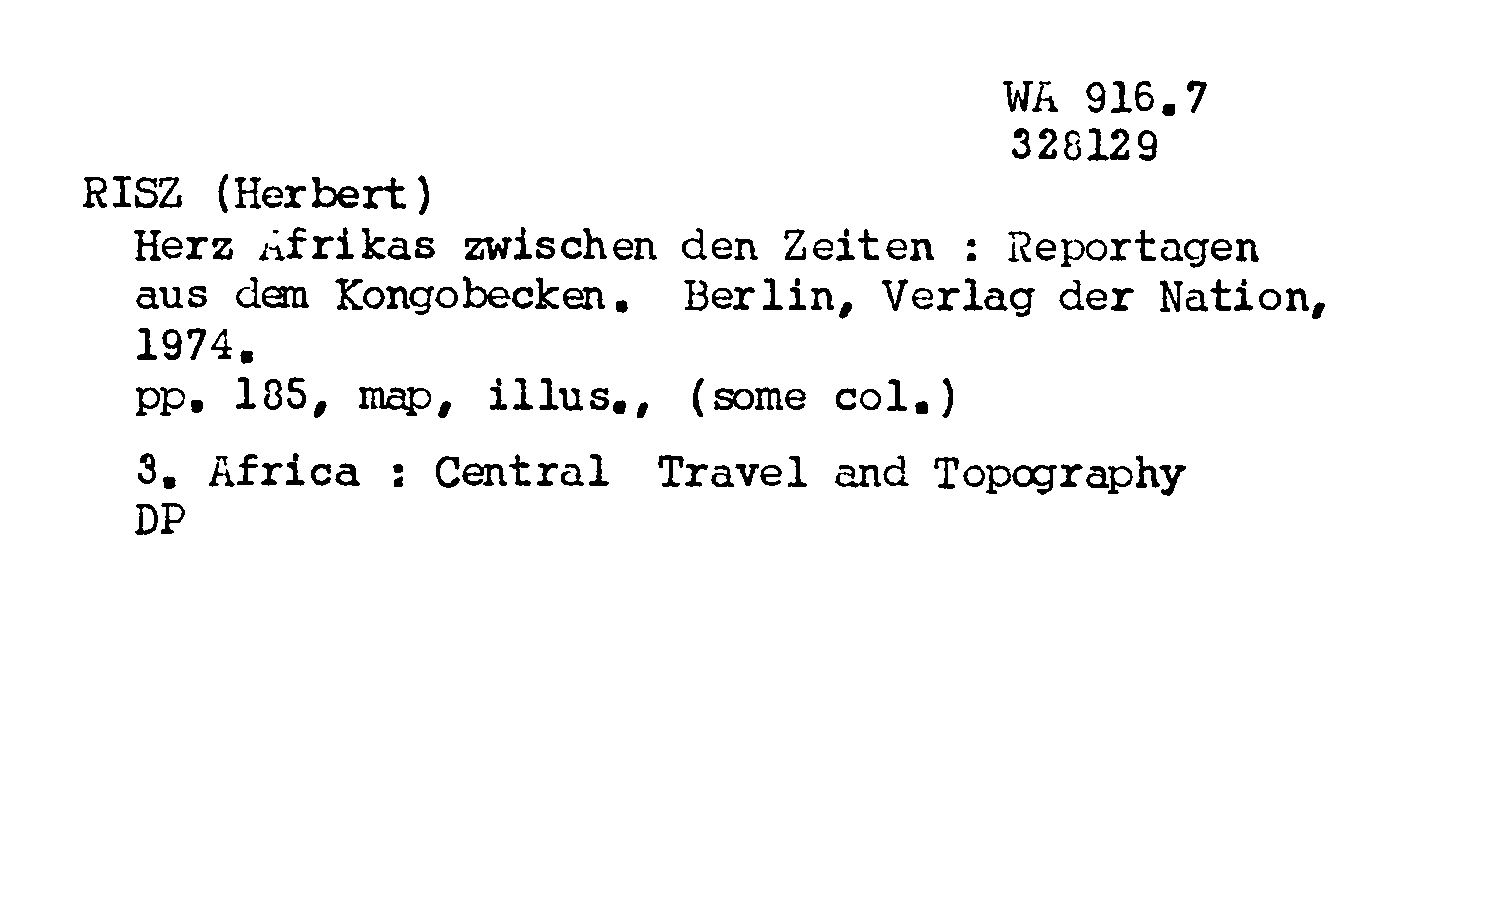 WA 916.7
328129
RISZ (Herbert)
Herz Afrikas zwischen den Zeiten : Reportagen
aus dem Kongobecken. Berlin, Verlag der Nation,
1974.
pp. 185, map, illus., (some col.)
3. Africa : Central Travel and Topography
DP